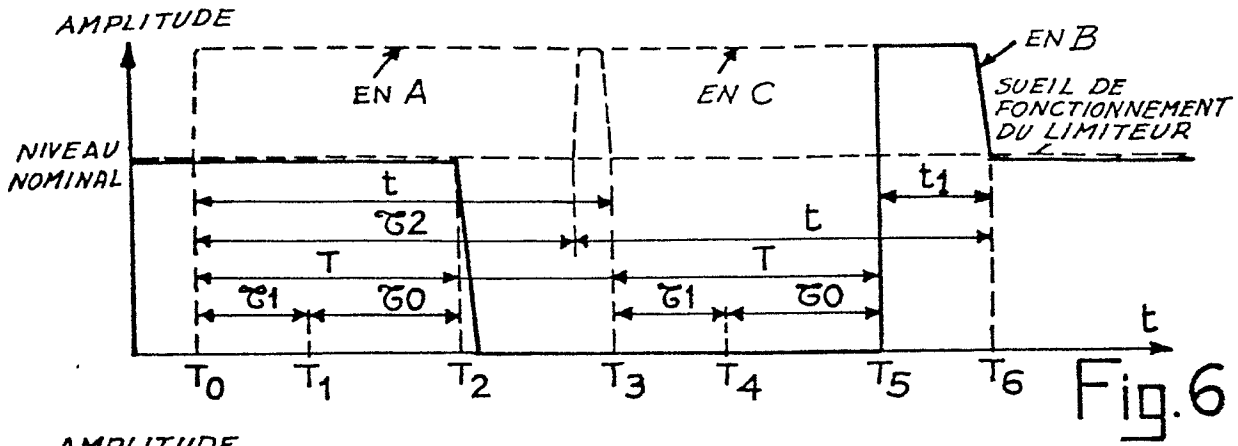 AMPLITUDE
EN A
EN C
EN B
SUEIL DE
FONCTIONNEMENT
DU LIMITEUR
NIVEAU
NOMINAL
t
t1
τ2
t
T
T
τ1
τ0
τ1
τ0
t
T0
T1
T2
T3
T4
T5
T6
Fig.6
AMPLITUDE